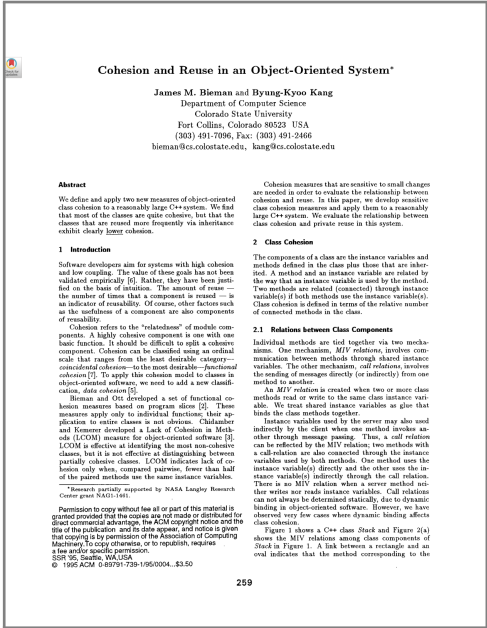 Cohesion and Reuse in an Object-Oriented System*
James M. Bieman and Byung-Kyoo Kang
Department of Computer Science
Colorado State University
Fort Collins, Colorado 80523 USA
(303) 491-7096, Fax: (303) 491-2466
bieman@cs.colostate.edu, kang@cs.colostate.edu
Abstract
We define and apply two new measures of object-oriented
class cohesion to a reasonably large C++ system. We find
that most of the classes are quite cohesive, but that the
classes that are reused more frequently via inheritance
exhibit clearly lower cohesion.
1 Introduction
Software developers aim for systems with high cohesion
and low coupling. The value of these goals has not been
validated empirically [6]. Rather, they have been justi-
fied on the basis of intuition. The amount of reuse —
the number of times that a component is reused — is
an indicator of reusability. Of course, other factors such
as the usefulness of a component are also components
of reusability.
Cohesion refers to the "relatedness" of module com-
ponents. A highly cohesive component is one with one
basic function. It should be difficult to split a cohesive
component. Cohesion can be classified using an ordinal
scale that ranges from the least desirable category—
coincidental cohesion—to the most desirable—functional
cohesion [7]. To apply this cohesion model to classes in
object-oriented software, we need to add a new classifi-
cation, data cohesion [5].
Bieman and Ott developed a set of functional co-
hesion measures based on program slices [2]. These
measures apply only to individual functions; their ap-
plication to entire classes is not obvious. Chidamber
and Kemerer developed a Lack of Cohesion in Meth-
ods (LCOM) measure for object-oriented software [3].
LCOM is effective at identifying the most non-cohesive
classes, but it is not effective at distinguishing between
partially cohesive classes. LCOM indicates lack of co-
hesion only when, compared pairwise, fewer than half
of the paired methods use the same instance variables.
*Research partially supported by NASA Langley Research
Center grant NAG1-1461.
Permission to copy without fee all or part of this material is
granted provided that the copies are not made or distributed for
direct commercial advantage, the ACM copyright notice and the
title of the publication and its date appear, and notice is given
that copying is by permission of the Association of Computing
Machinery.To copy otherwise, or to republish, requires
a fee and/or specific permission.
SSR '95, Seattle, WA,USA
© 1995 ACM 0-89791-739-1/95/0004...$3.50
Cohesion measures that are sensitive to small changes
are needed in order to evaluate the relationship between
cohesion and reuse. In this paper, we develop sensitive
class cohesion measures and apply them to a reasonably
large C++ system. We evaluate the relationship between
class cohesion and private reuse in this system.
2 Class Cohesion
The components of a class are the instance variables and
methods defined in the class plus those that are inher-
ited. A method and an instance variable are related by
the way that an instance variable is used by the method.
Two methods are related (connected) through instance
variable(s) if both methods use the instance variable(s).
Class cohesion is defined in terms of the relative number
of connected methods in the class.
2.1 Relations between Class Components
Individual methods are tied together via two mecha-
nisms. One mechanism, MIV relations, involves com-
munication between methods through shared instance
variables. The other mechanism, call relations, involves
the sending of messages directly (or indirectly) from one
method to another.
An MIV relation is created when two or more class
methods read or write to the same class instance vari-
able. We treat shared instance variables as glue that
binds the class methods together.
Instance variables used by the server may also used
indirectly by the client when one method invokes an-
other through message passing. Thus, a call relation
can be reflected by the MIV relation; two methods with
a call-relation are also connected through the instance
variables used by both methods. One method uses the
instance variable(s) directly and the other uses the in-
stance variable(s) indirectly through the call relation.
There is no MIV relation when a server method nei-
ther writes nor reads instance variables. Call relations
can not always be determined statically, due to dynamic
binding in object-oriented software. However, we have
observed very few cases where dynamic binding affects
class cohesion.
Figure 1 shows a C++ class Stack and Figure 2(a)
shows the MIV relations among class components of
Stack in Figure 1. A link between a rectangle and an
oval indicates that the method corresponding to the
259